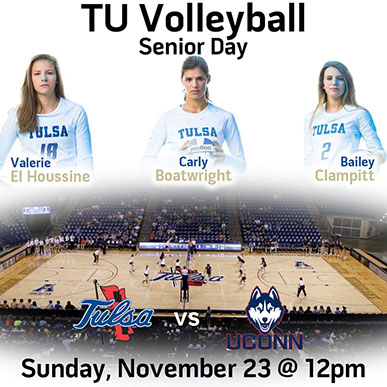 TU Volleyball
Senior Day
TULSA
TULSA
TULSA
18
molten
2
Valerie
El Houssine
Carly
Boatwright
Bailey
Clampitt
Tulsa
vs
UCONN
Sunday, November 23 @ 12pm